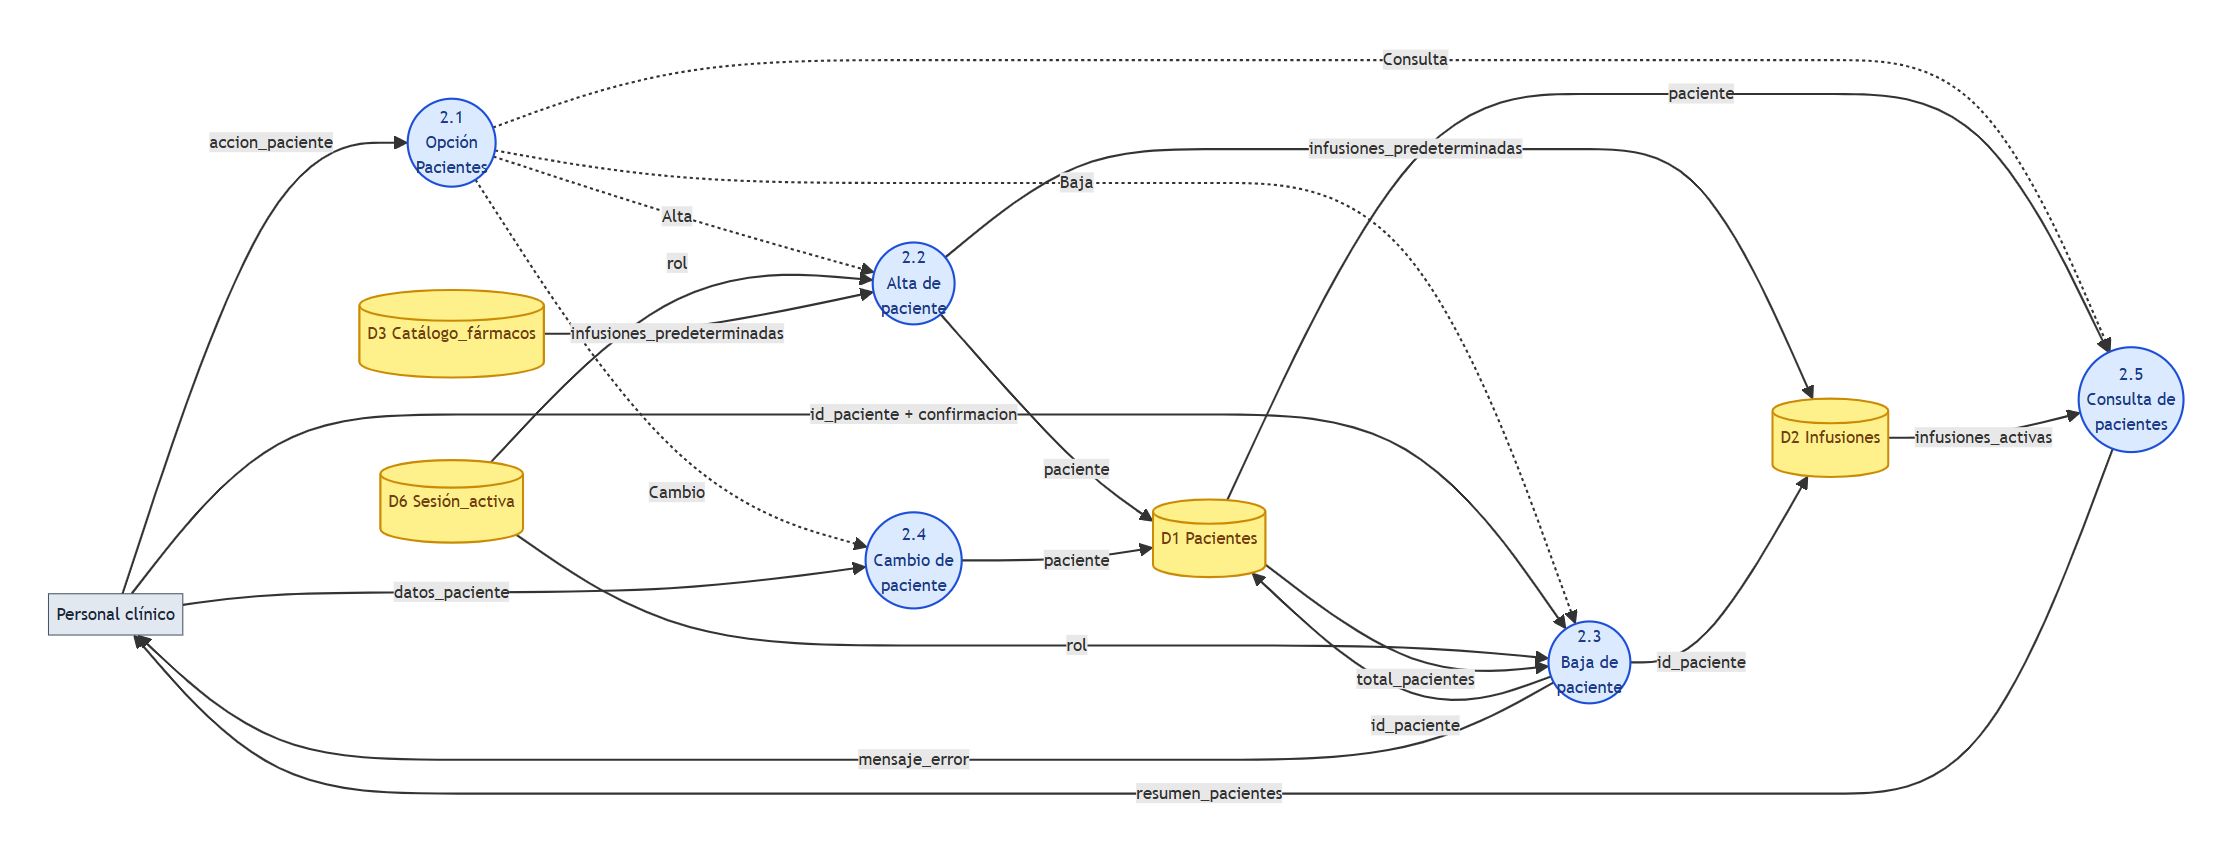 Consulta
paciente
2.1
Opción
Pacientes
accion_paciente
infusiones_predeterminadas
Baja
Alta
rol
2.2
Alta de
paciente
D3 Catálogo_fármacos
infusiones_predeterminadas
2.5
Consulta de
pacientes
id_paciente + confirmacion
D2 Infusiones
infusiones_activas
paciente
Cambio
D6 Sesión_activa
2.4
Cambio de
paciente
paciente
D1 Pacientes
datos_paciente
Personal clínico
rol
2.3
Baja de
paciente
id_paciente
total_pacientes
id_paciente
mensaje_error
resumen_pacientes